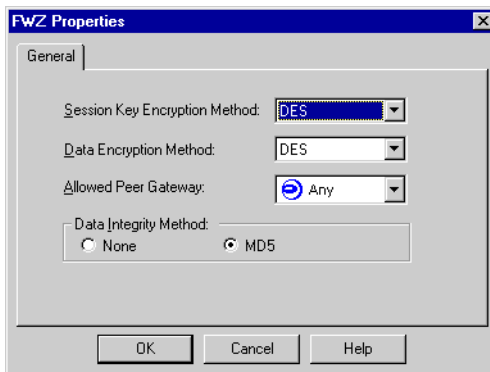 FWZ Properties
General
Session Key Encryption Method: DES
Data Encryption Method: DES
Allowed Peer Gateway: Any
Data Integrity Method:
None MD5
OK Cancel Help